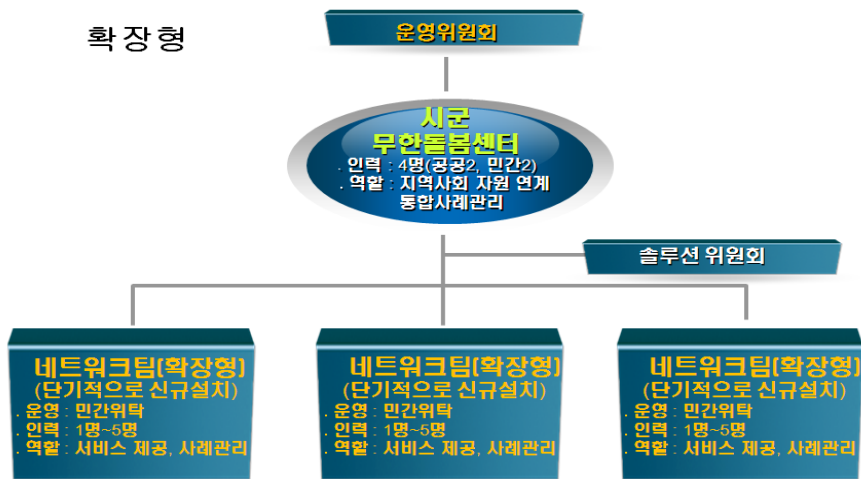 확장형
운영위원회
시군
무한돌봄센터
. 인력 : 4명(공공2, 민간2)
. 역할 : 지역사회 자원 연계
통합사례관리
솔루션 위원회
네트워크팀(확장형)
(단기적으로 신규설치)
. 운영 : 민간위탁
. 인력 : 1명~5명
. 역할 : 서비스 제공, 사례관리
네트워크팀(확장형)
(단기적으로 신규설치)
. 운영 : 민간위탁
. 인력 : 1명~5명
. 역할 : 서비스 제공, 사례관리
네트워크팀(확장형)
(단기적으로 신규설치)
. 운영 : 민간위탁
. 인력 : 1명~5명
. 역할 : 서비스 제공, 사례관리